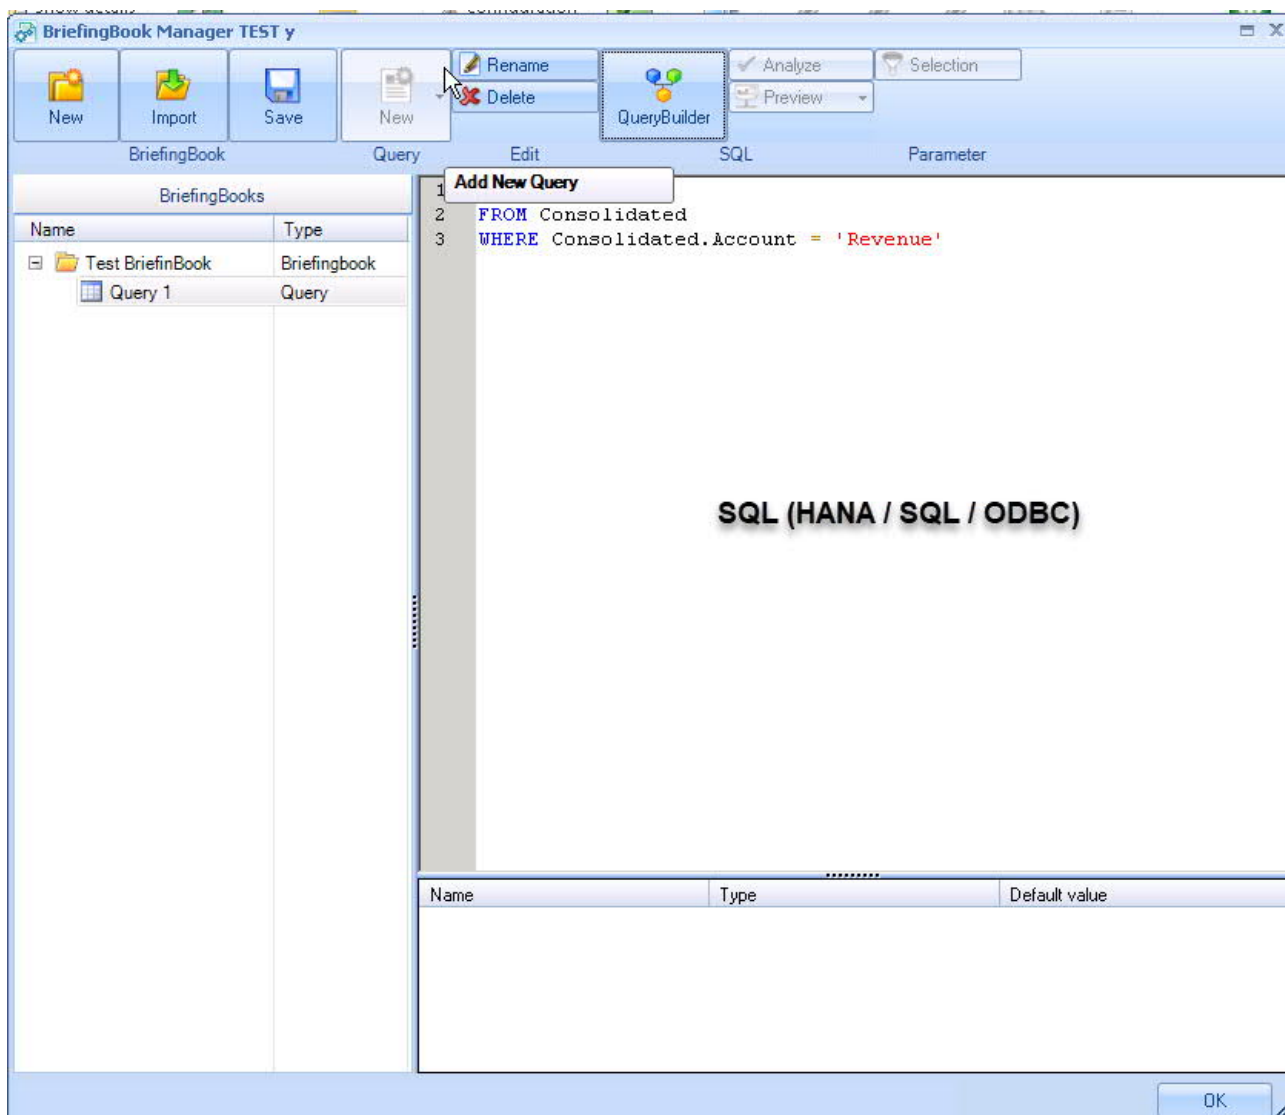 BriefingBook Manager TEST y
New Import Save New Rename Delete QueryBuilder Analyze Preview Selection
BriefingBook Query Edit SQL Parameter
Add New Query
BriefingBooks
Name Type
Test BriefinBook Briefingbook
Query 1 Query
1
2 FROM Consolidated
3 WHERE Consolidated.Account = 'Revenue'
SQL (HANA / SQL / ODBC)
Name Type Default value
OK